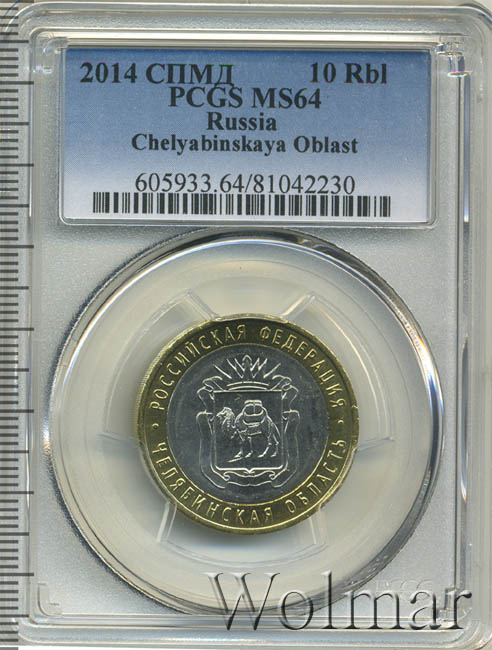 2014 СПМД 10 Rbl
PCGS MS64
Russia
Chelyabinskaya Oblast
605933.64/81042230
РОССИЙСКАЯ ФЕДЕРАЦИЯ
ЧЕЛЯБИНСКАЯ ОБЛАСТЬ
Wolmar